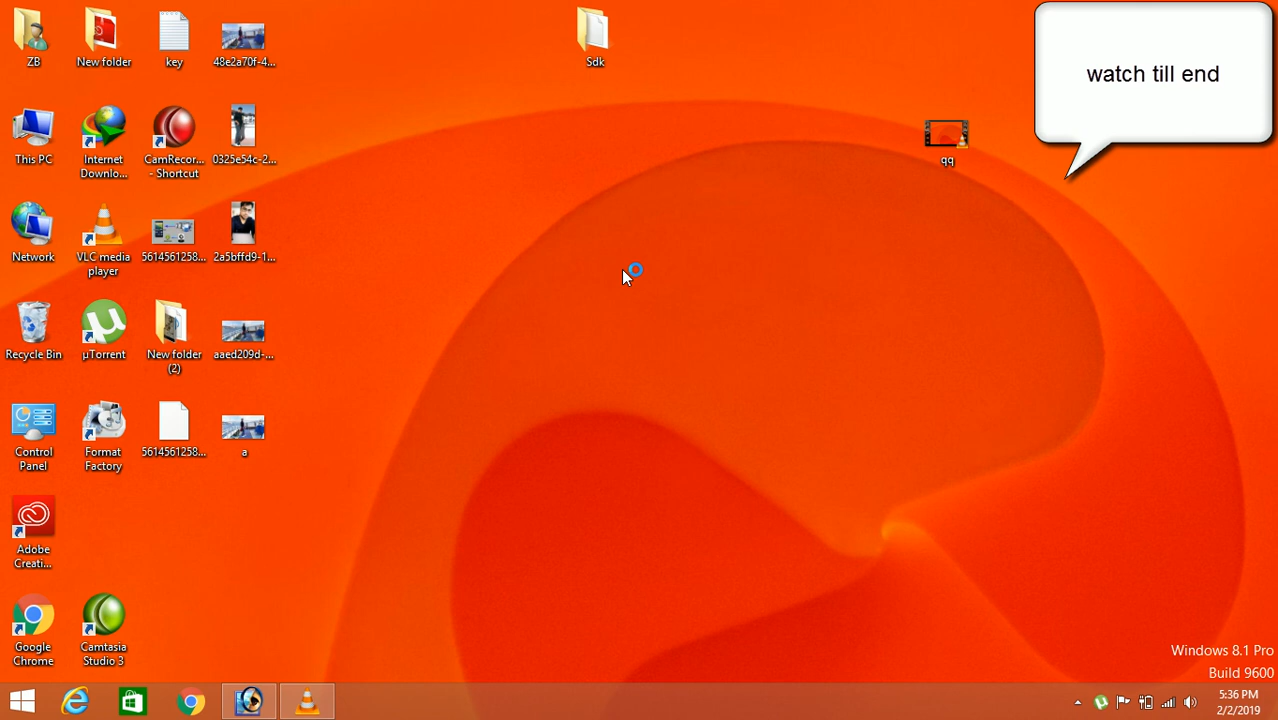 ZB
New folder
key
48e2a70f-4...
Sdk
watch till end
This PC
Internet
Downlo...
CamRecor...
- Shortcut
0325e54c-2...
qq
Network
VLC media
player
5614561258...
2a5bffd9-1...
Recycle Bin
µTorrent
New folder
(2)
aaed209d-...
Control
Panel
Format
Factory
5614561258...
a
Adobe
Creati...
Google
Chrome
Camtasia
Studio 3
Windows 8.1 Pro
Build 9600
5:36 PM
2/2/2019